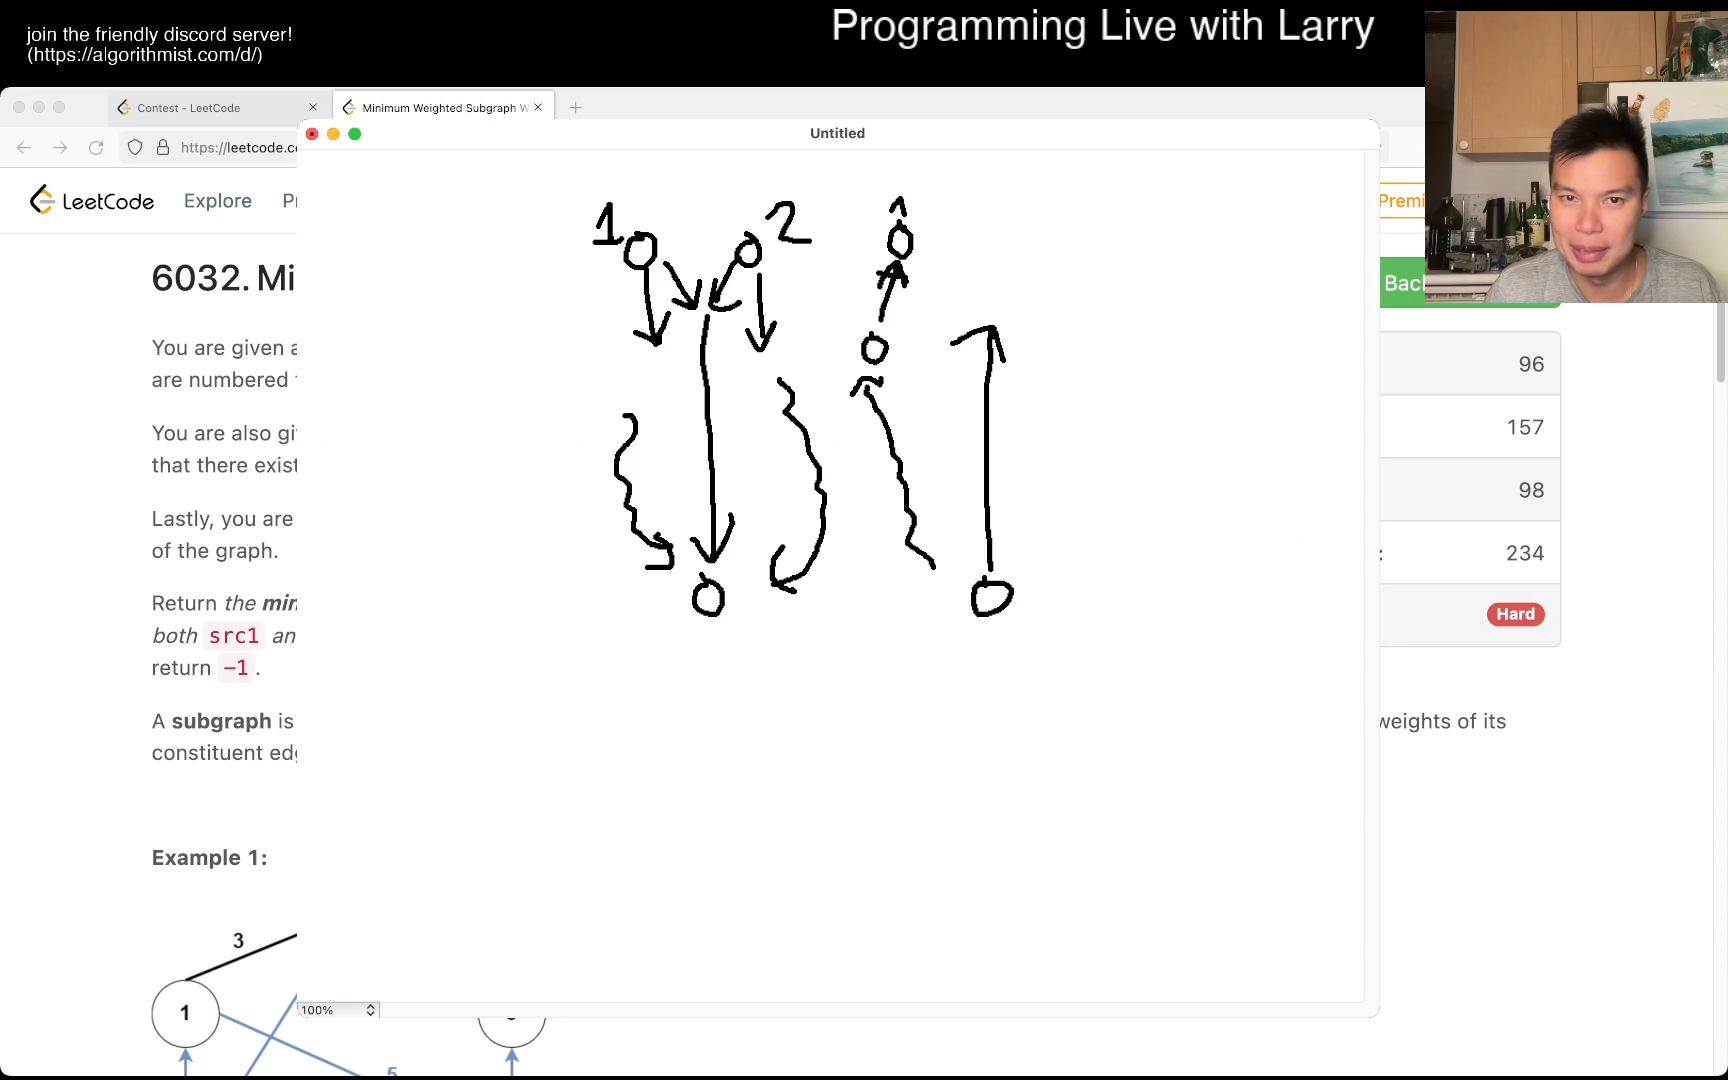 join the friendly discord server!
(https://algorithmist.com/d/)
Programming Live with Larry
Contest - LeetCode
Minimum Weighted Subgraph W
https://leetcode.c
Untitled
LeetCode
Explore
Premi
1
2
6032. Mi
Bac
You are given
are numbered
96
157
You are also gi
that there exist
98
Lastly, you are
of the graph.
: 234
Return the min
both src1 an
return -1.
Hard
A subgraph is
weights of its
constituent ed
Example 1:
3
1
100%
5